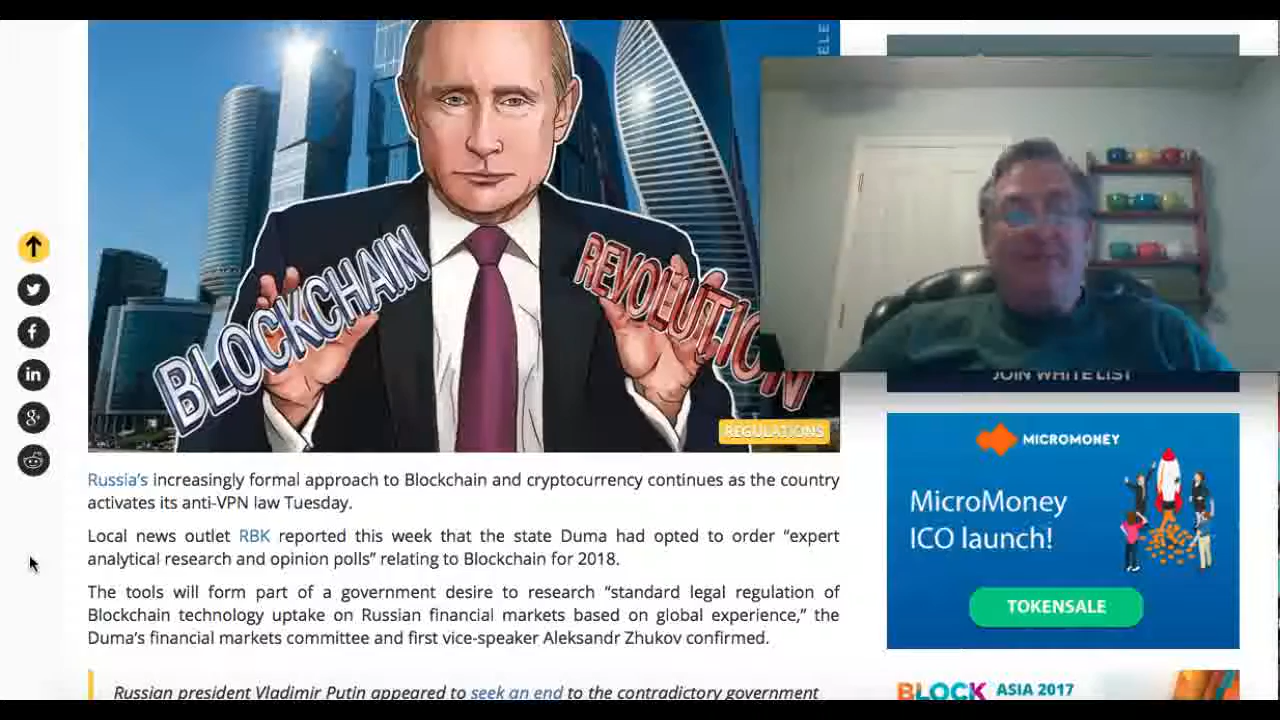 BLOCKCHAIN
REVOLUTION
REGULATIONS
Russia's increasingly formal approach to Blockchain and cryptocurrency continues as the country
activates its anti-VPN law Tuesday.
Local news outlet RBK reported this week that the state Duma had opted to order “expert
analytical research and opinion polls” relating to Blockchain for 2018.
The tools will form part of a government desire to research “standard legal regulation of
Blockchain technology uptake on Russian financial markets based on global experience,” the
Duma's financial markets committee and first vice-speaker Aleksandr Zhukov confirmed.
Russian president Vladimir Putin appeared to seek an end to the contradictory government
JOIN WHITE LIST
MICROMONEY
MicroMoney
ICO launch!
TOKENSALE
BLOCK ASIA 2017